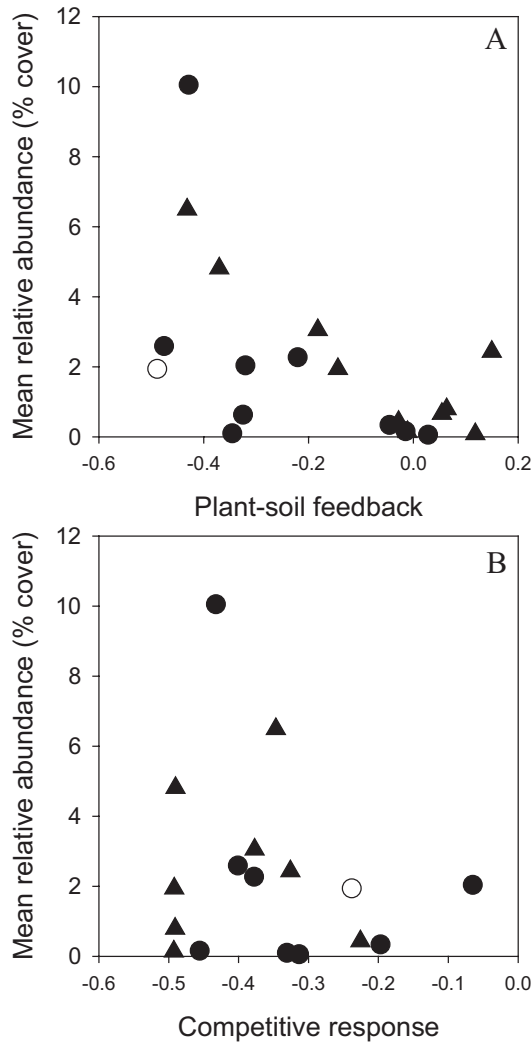 A
Mean relative abundance (% cover)
12
10
8
6
4
2
0
-0.6 -0.4 -0.2 0.0 0.2
Plant-soil feedback
B
Mean relative abundance (% cover)
12
10
8
6
4
2
0
-0.6 -0.5 -0.4 -0.3 -0.2 -0.1 0.0
Competitive response